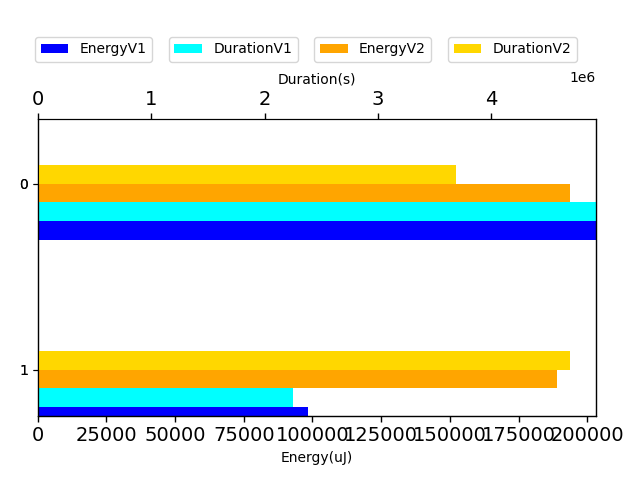 EnergyV1 DurationV1 EnergyV2 DurationV2
Duration(s)
1e6
0 1 2 3 4
0
1
0 25000 50000 75000 100000 125000 150000 175000 200000
Energy(uJ)